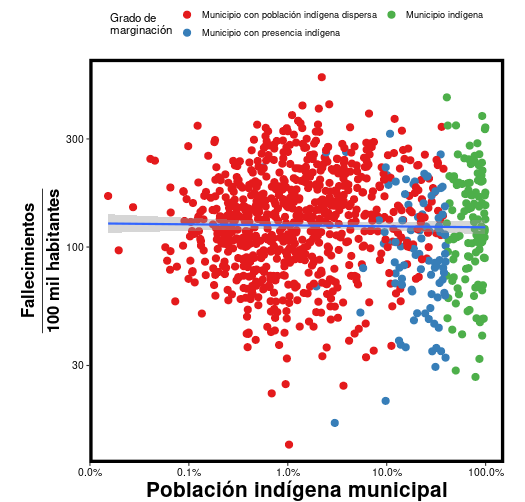 Grado de
marginación
Municipio con población indígena dispersa
Municipio indígena
Municipio con presencia indígena
Fallecimientos
100 mil habitantes
300
100
30
0.0%
0.1%
1.0%
10.0%
100.0%
Población indígena municipal